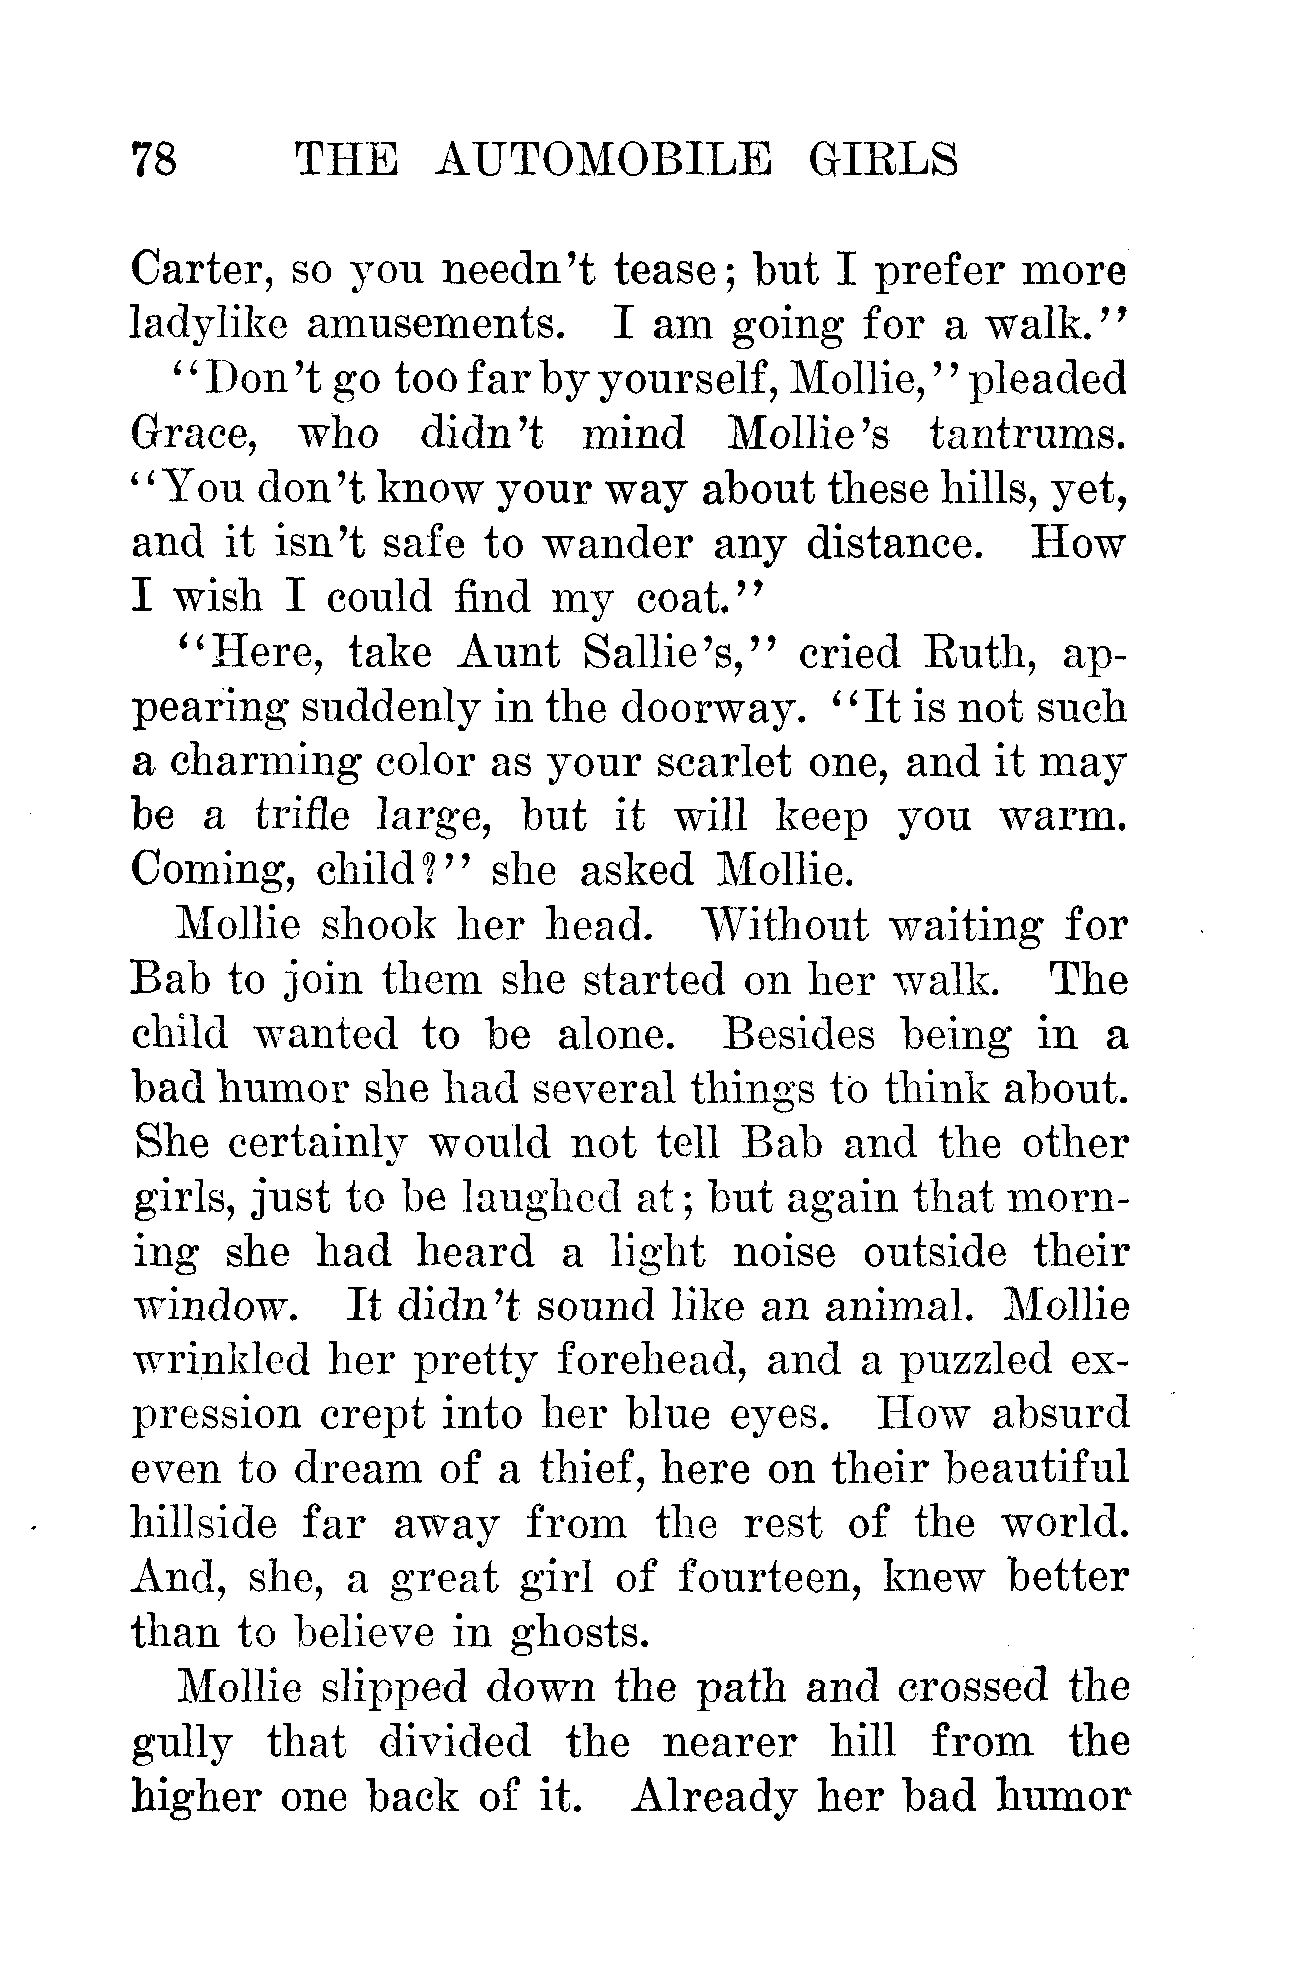 78 THE AUTOMOBILE GIRLS
Carter, so you needn't tease; but I prefer more
ladylike amusements. I am going for a walk."
"Don't go too far by yourself, Mollie," pleaded
Grace, who didn't mind Mollie's tantrums.
"You don't know your way about these hills, yet,
and it isn't safe to wander any distance. How
I wish I could find my coat."
"Here, take Aunt Sallie's," cried Ruth, ap-
pearing suddenly in the doorway. "It is not such
a charming color as your scarlet one, and it may
be a trifle large, but it will keep you warm.
Coming, child?" she asked Mollie.
Mollie shook her head. Without waiting for
Bab to join them she started on her walk. The
child wanted to be alone. Besides being in a
bad humor she had several things to think about.
She certainly would not tell Bab and the other
girls, just to be laughed at; but again that morn-
ing she had heard a light noise outside their
window. It didn't sound like an animal. Mollie
wrinkled her pretty forehead, and a puzzled ex-
pression crept into her blue eyes. How absurd
even to dream of a thief, here on their beautiful
hillside far away from the rest of the world.
And, she, a great girl of fourteen, knew better
than to believe in ghosts.
Mollie slipped down the path and crossed the
gully that divided the nearer hill from the
higher one back of it. Already her bad humor